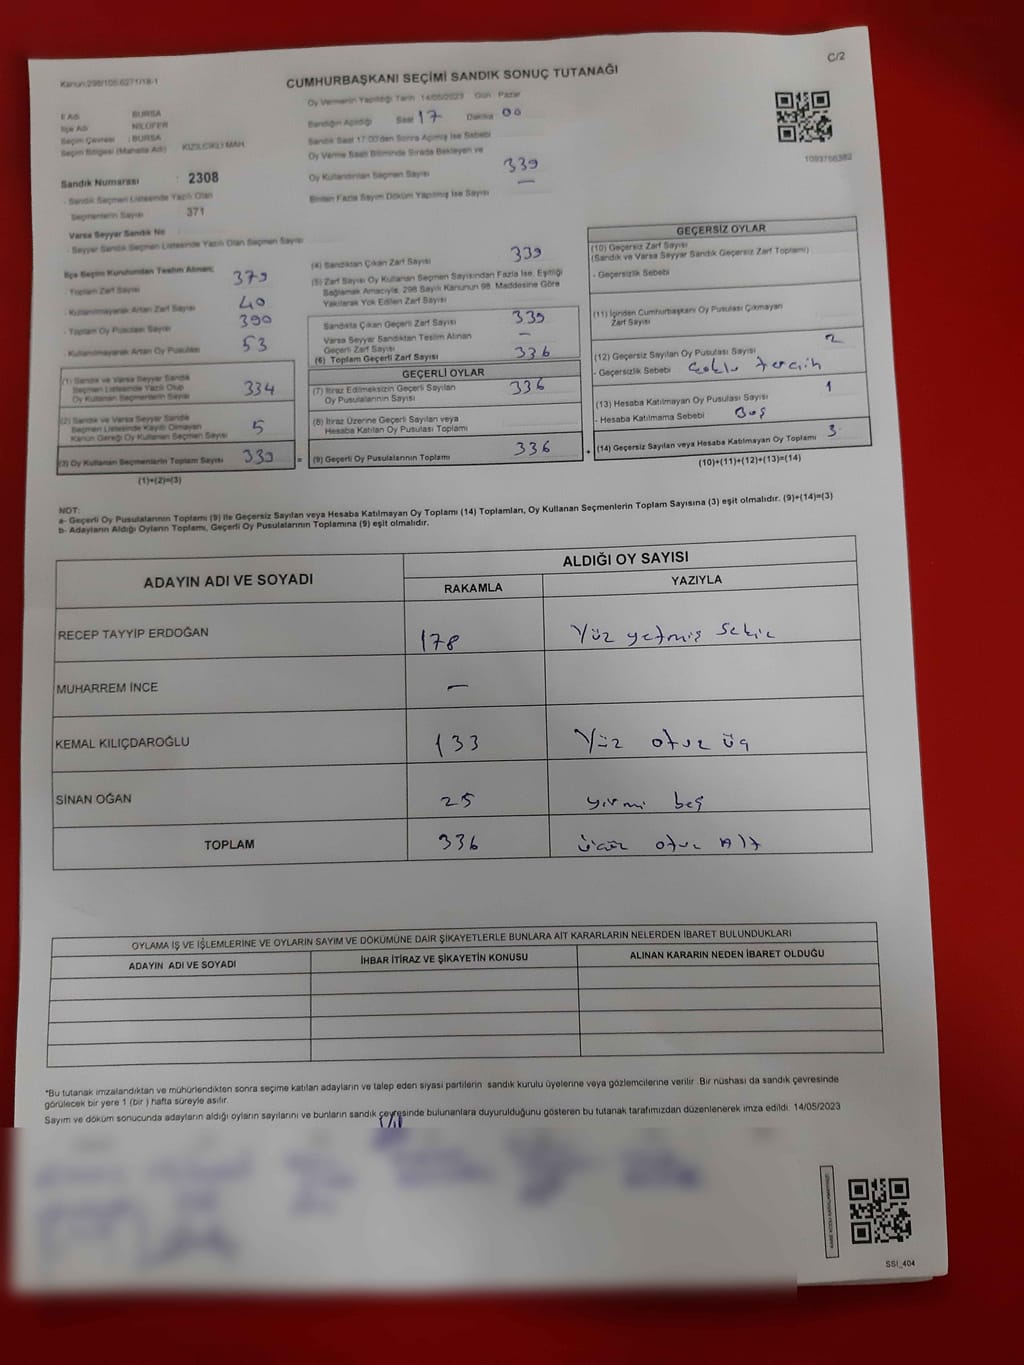 Kanun:298/105.6271/18-1
C/2
CUMHURBAŞKANI SEÇİMİ SANDIK SONUÇ TUTANAĞI
İl Adı : BURSA
İlçe Adı NİLÜFER
Seçim Çevresi : BURSA
Seçim Bölgesi (Mahalle Adı) KIZILCIKLI MAH.
Sandık Numarası : 2308
- Sandık Seçmen Listesinde Yazılı Olan
Seçmenlerin Sayısı 371
Varsa Seyyar Sandık No
- Seyyar Sandık Seçmen Listesinde Yazılı Olan Seçmen Sayısı
Oy Vermenin Yapıldığı Tarih 14/05/2023 Gün Pazar
Sandığın Açıldığı Saat 17 Dakika 00
Sandık Saat 17:00'den Sonra Açılmış İse Sebebi
Oy Verme Saati Bitiminde Sırada Bekleyen ve
Oy Kullandırılan Seçmen Sayısı 339
Birden Fazla Sayım Döküm Yapılmış İse Sayısı —
1093766382
İlçe Seçim Kurulundan Teslim Alınan;
- Toplam Zarf Sayısı 379
- Kullanılmayarak Artan Zarf Sayısı 40
- Toplam Oy Pusulası Sayısı 390
- Kullanılmayarak Artan Oy Pusulası 53
(1) Sandık ve Varsa Seyyar Sandık
Seçmen Listesinde Yazılı Olup
Oy Kullanan Seçmenlerin Sayısı 334
(2) Sandık ve Varsa Seyyar Sandık
Seçmen Listesinde Kayıtlı Olmayan
Kanun Gereği Oy Kullanan Seçmen Sayısı 5
(3) Oy Kullanan Seçmenlerin Toplam Sayısı 339
(1)+(2)=(3)
(4) Sandıktan Çıkan Zarf Sayısı 339
(5) Zarf Sayısı Oy Kullanan Seçmen Sayısından Fazla İse, Eşitliği
Sağlamak Amacıyla, 298 Sayılı Kanunun 98. Maddesine Göre
Yakılarak Yok Edilen Zarf Sayısı
Sandıkta Çıkan Geçerli Zarf Sayısı 339
Varsa Seyyar Sandıktan Teslim Alınan
Geçerli Zarf Sayısı —
(6) Toplam Geçerli Zarf Sayısı 336
GEÇERLİ OYLAR
(7) İtiraz Edilmeksizin Geçerli Sayılan
Oy Pusulalarının Sayısı 336
(8) İtiraz Üzerine Geçerli Sayılan veya
Hesaba Katılan Oy Pusulası Toplamı
= (9) Geçerli Oy Pusulalarının Toplamı 336 +
GEÇERSİZ OYLAR
(10) Geçersiz Zarf Sayısı
(Sandık ve Varsa Seyyar Sandık Geçersiz Zarf Toplamı)
- Geçersizlik Sebebi
(11) İçinden Cumhurbaşkanı Oy Pusulası Çıkmayan
Zarf Sayısı
(12) Geçersiz Sayılan Oy Pusulası Sayısı 2
- Geçersizlik Sebebi Çoklu tercih
(13) Hesaba Katılmayan Oy Pusulası Sayısı 1
- Hesaba Katılmama Sebebi Boş
(14) Geçersiz Sayılan veya Hesaba Katılmayan Oy Toplamı 3
(10)+(11)+(12)+(13)=(14)
NOT:
a- Geçerli Oy Pusulalarının Toplamı (9) ile Geçersiz Sayılan veya Hesaba Katılmayan Oy Toplamı (14) Toplamları, Oy Kullanan Seçmenlerin Toplam Sayısına (3) eşit olmalıdır. (9)+(14)=(3)
b- Adayların Aldığı Oyların Toplamı, Geçerli Oy Pusulalarının Toplamına (9) eşit olmalıdır.
ADAYIN ADI VE SOYADI ALDIĞI OY SAYISI
RAKAMLA YAZIYLA
RECEP TAYYİP ERDOĞAN 178 Yüz yetmiş Sekiz
MUHARREM İNCE —
KEMAL KILIÇDAROĞLU 133 Yüz otuz üç
SİNAN OĞAN 25 yirmi beş
TOPLAM 336 üçyüz otuz Altı
OYLAMA İŞ VE İŞLEMLERİNE VE OYLARIN SAYIM VE DÖKÜMÜNE DAİR ŞİKAYETLERLE BUNLARA AİT KARARLARIN NELERDEN İBARET BULUNDUKLARI
ADAYIN ADI VE SOYADI İHBAR İTİRAZ VE ŞİKAYETİN KONUSU ALINAN KARARIN NEDEN İBARET OLDUĞU
*Bu tutanak imzalandıktan ve mühürlendikten sonra seçime katılan adayların ve talep eden siyasi partilerin sandık kurulu üyelerine veya gözlemcilerine verilir .Bir nüshası da sandık çevresinde
görülecek bir yere 1 (bir ) hafta süreyle asılır.
Sayım ve döküm sonucunda adayların aldığı oyların sayılarını ve bunların sandık çevresinde bulunanlara duyurulduğunu gösteren bu tutanak tarafımızdan düzenlenerek imza edildi. 14/05/2023
SSI_404